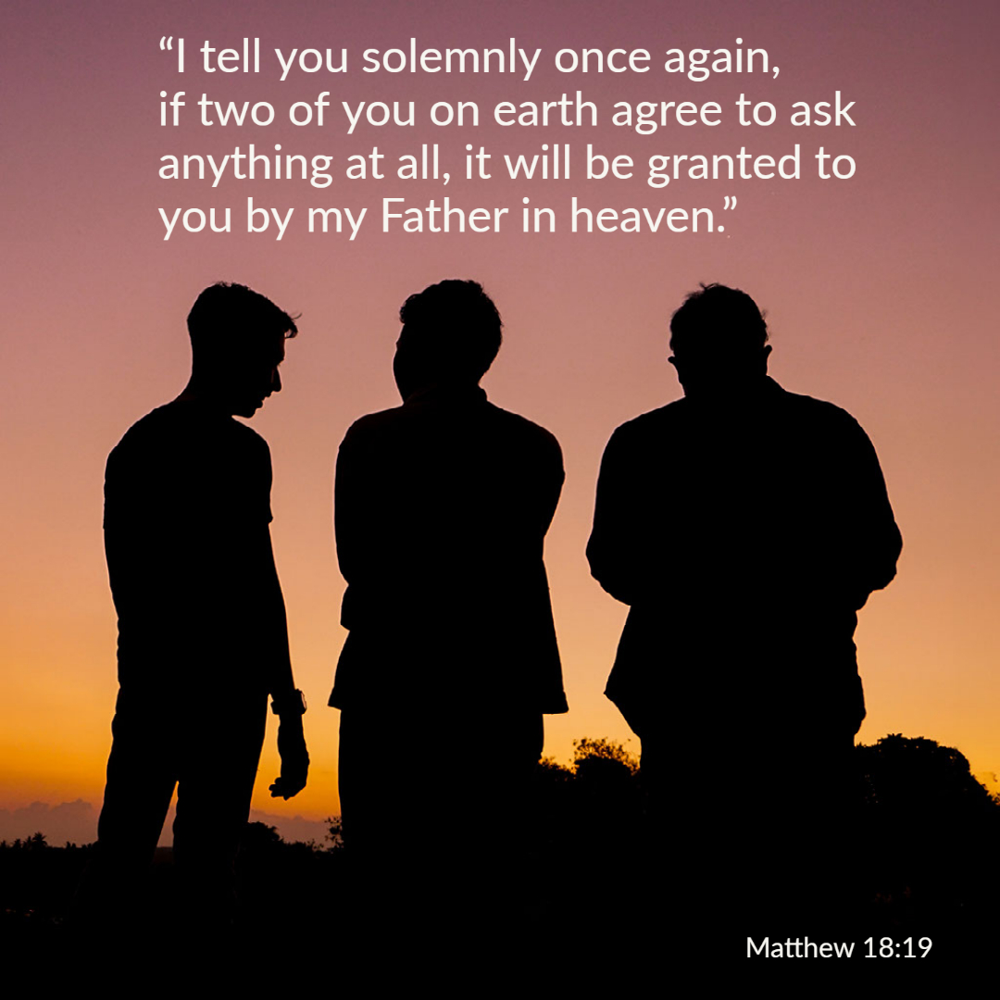 “I tell you solemnly once again,
if two of you on earth agree to ask
anything at all, it will be granted to
you by my Father in heaven.”
Matthew 18:19